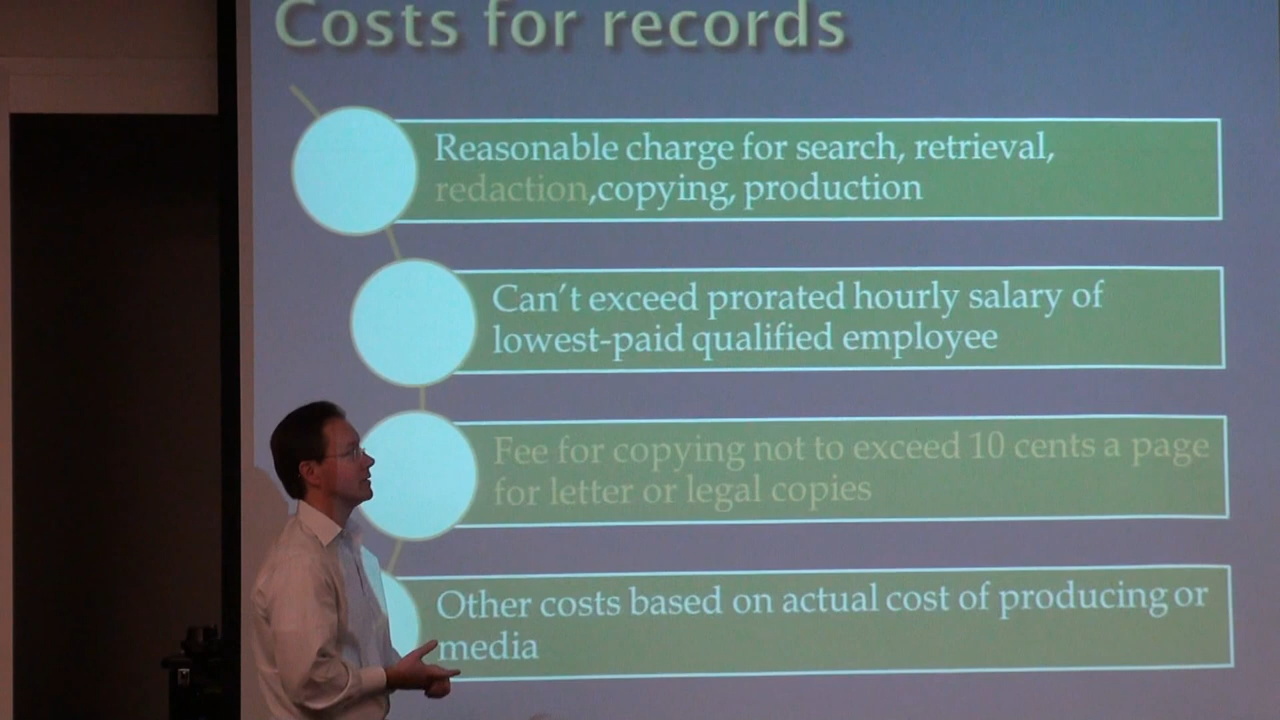 Costs for records
Reasonable charge for search, retrieval,
redaction,copying, production
Can't exceed prorated hourly salary of
lowest-paid qualified employee
Fee for copying not to exceed 10 cents a page
for letter or legal copies
Other costs based on actual cost of producing or
media